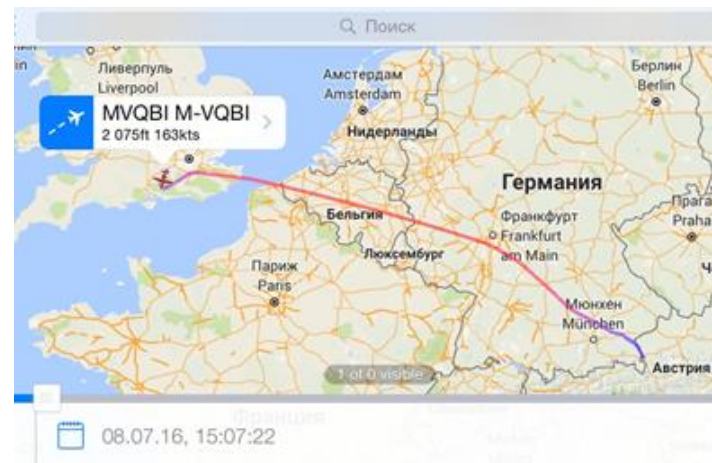 Поиск
in
Ливерпуль
Liverpool
Амстердам
Amsterdam
Берлин
Berlin
MVQBI M-VQBI
2 075ft 163kts
Нидерланды
Германия
Прага
Praha
Бельгия
Франкфурт
Frankfurt
am Main
Люксембург
Париж
Paris
Мюнхен
München
Австрия
1 of 0 visible
Франция
08.07.16, 15:07:22